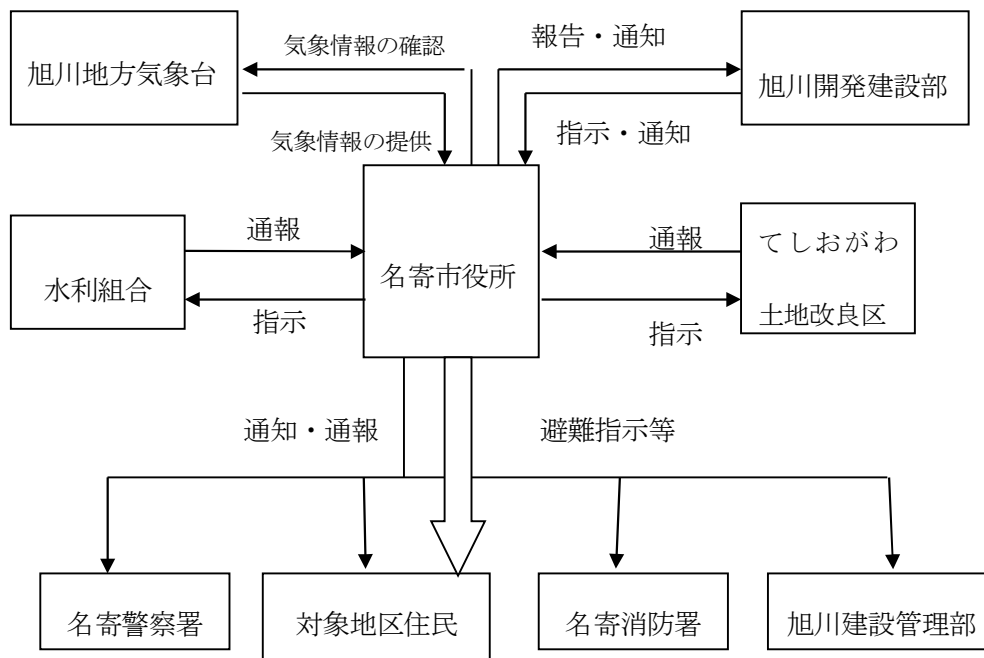 気象情報の確認
報告・通知
旭川地方気象台
旭川開発建設部
気象情報の提供
指示・通知
通報
名寄市役所
通報
てしおがわ
土地改良区
水利組合
指示
指示
通知・通報
避難指示等
名寄警察署
対象地区住民
名寄消防署
旭川建設管理部